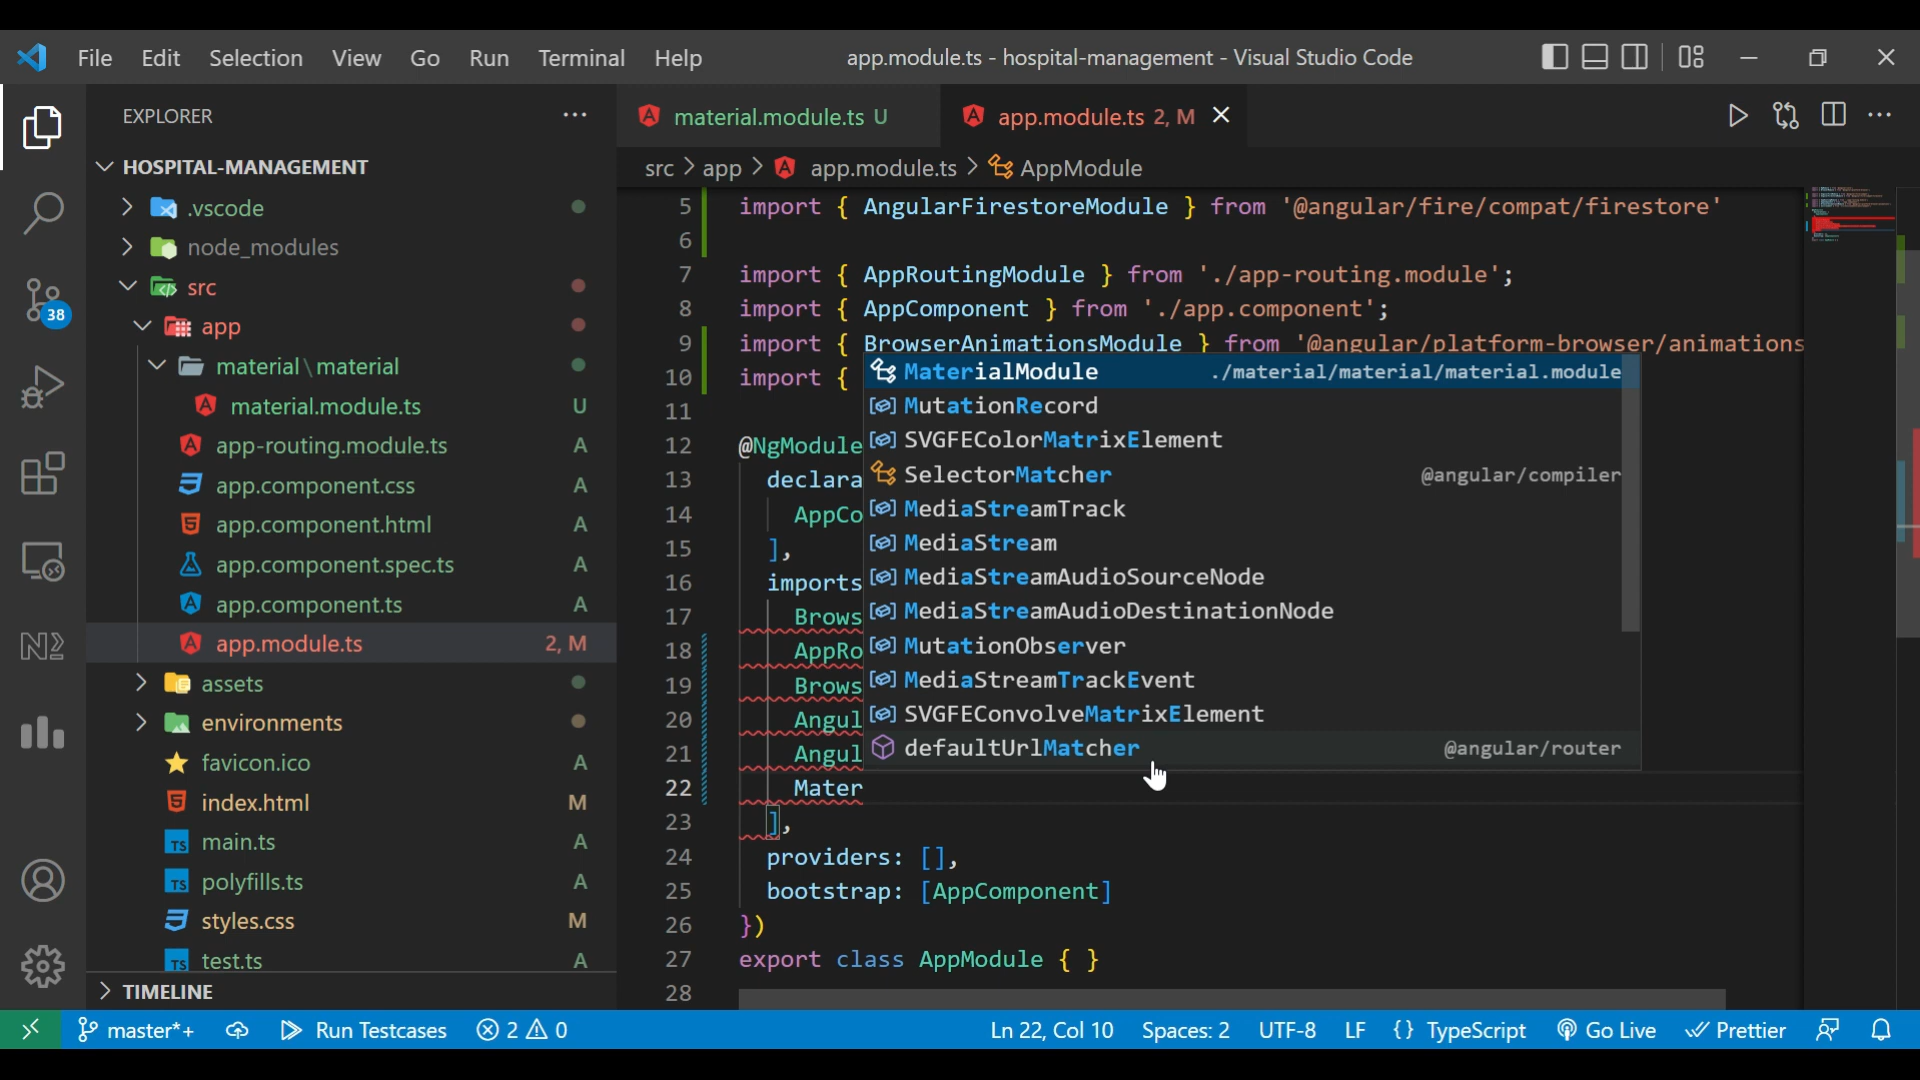 File Edit Selection View Go Run Terminal Help
app.module.ts - hospital-management - Visual Studio Code
EXPLORER
HOSPITAL-MANAGEMENT
.vscode
node_modules
src
app
material\material
material.module.ts U
app-routing.module.ts A
app.component.css A
app.component.html A
app.component.spec.ts A
app.component.ts A
app.module.ts 2, M
assets
environments
favicon.ico A
index.html M
main.ts A
polyfills.ts A
styles.css M
test.ts A
TIMELINE
38
material.module.ts U
app.module.ts 2, M
src > app > app.module.ts > AppModule
5 import { AngularFirestoreModule } from '@angular/fire/compat/firestore'
6
7 import { AppRoutingModule } from './app-routing.module';
8 import { AppComponent } from './app.component';
9 import { BrowserAnimationsModule } from '@angular/platform-browser/animations
10 import {
11
12 @NgModule
13 declara
14 AppCo
15 ],
16 imports
17 Brows
18 AppRo
19 Brows
20 Angul
21 Angul
22 Mater
23 ],
24 providers: [],
25 bootstrap: [AppComponent]
26 })
27 export class AppModule { }
28
MaterialModule ./material/material/material.module
MutationRecord
SVGFEColorMatrixElement
SelectorMatcher @angular/compiler
MediaStreamTrack
MediaStream
MediaStreamAudioSourceNode
MediaStreamAudioDestinationNode
MutationObserver
MediaStreamTrackEvent
SVGFEConvolveMatrixElement
defaultUrlMatcher @angular/router
master*+ Run Testcases 2 0
Ln 22, Col 10 Spaces: 2 UTF-8 LF {} TypeScript Go Live Prettier